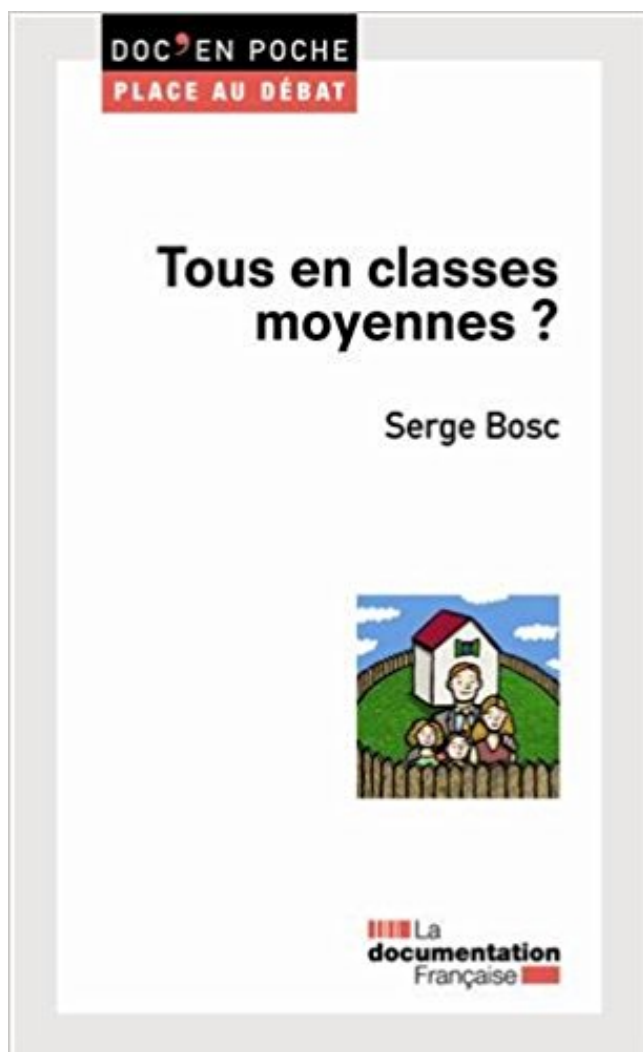 DOC’EN POCHE
PLACE AU DÉBAT
Tous en classes
moyennes ?
Serge Bosc
La
documentation
Française